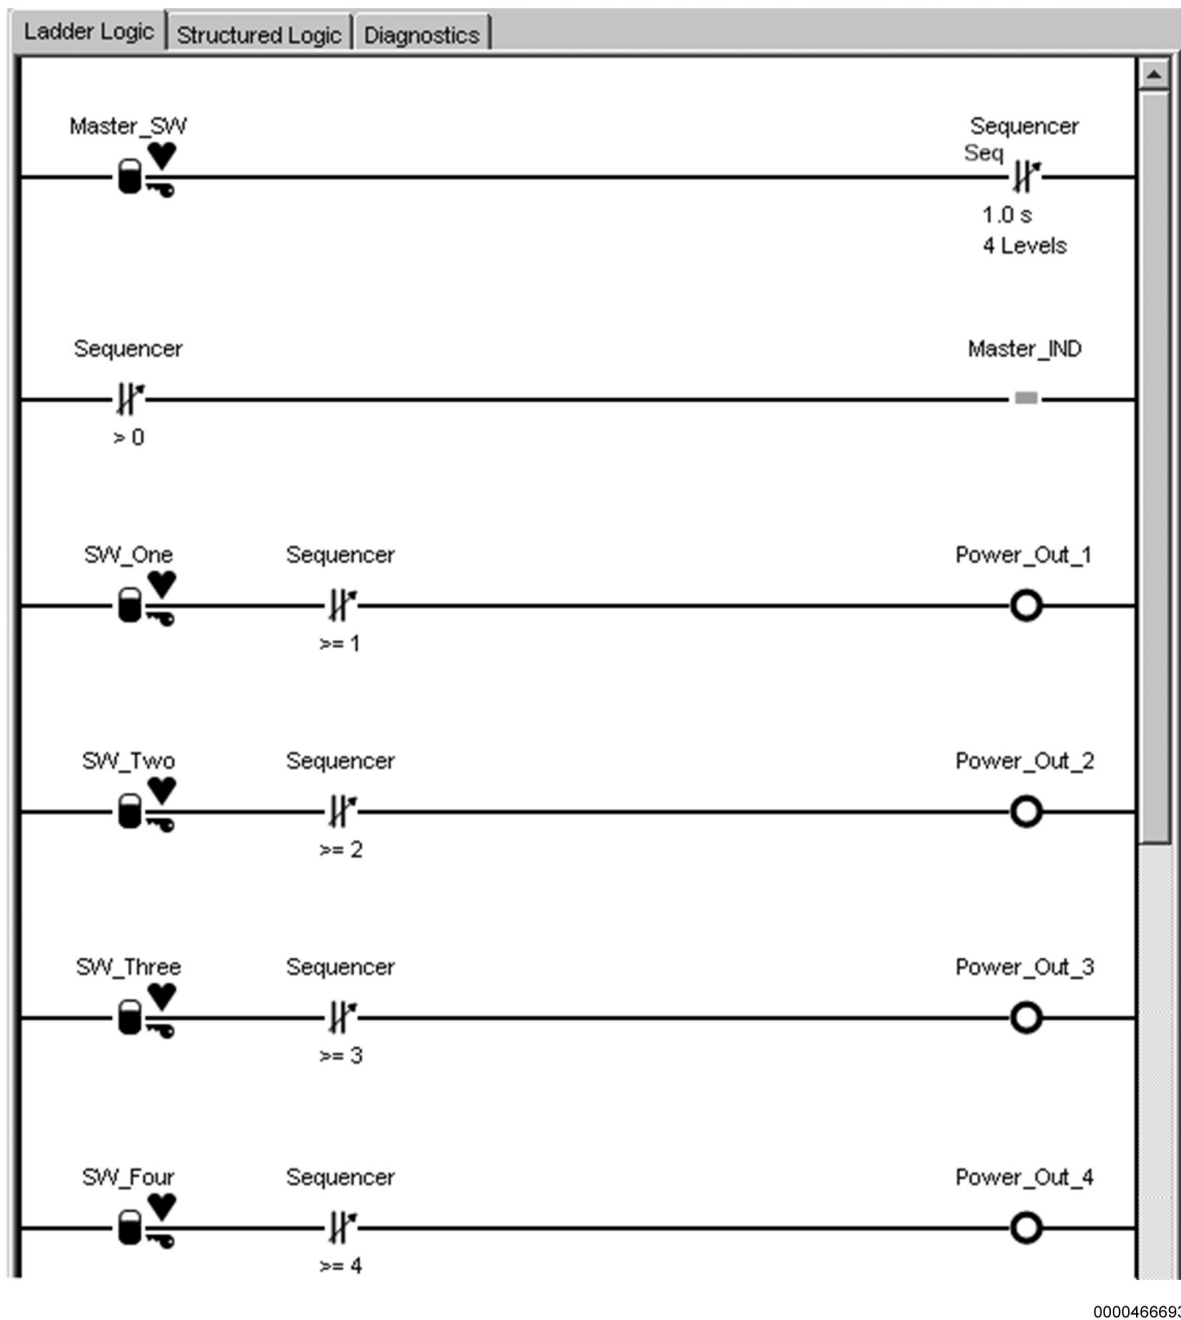 Ladder Logic Structured Logic Diagnostics
Master_SW Sequencer
Seq
1.0 s
4 Levels
Sequencer Master_IND
> 0
SW_One Sequencer Power_Out_1
>= 1
SW_Two Sequencer Power_Out_2
>= 2
SW_Three Sequencer Power_Out_3
>= 3
SW_Four Sequencer Power_Out_4
>= 4
0000466693